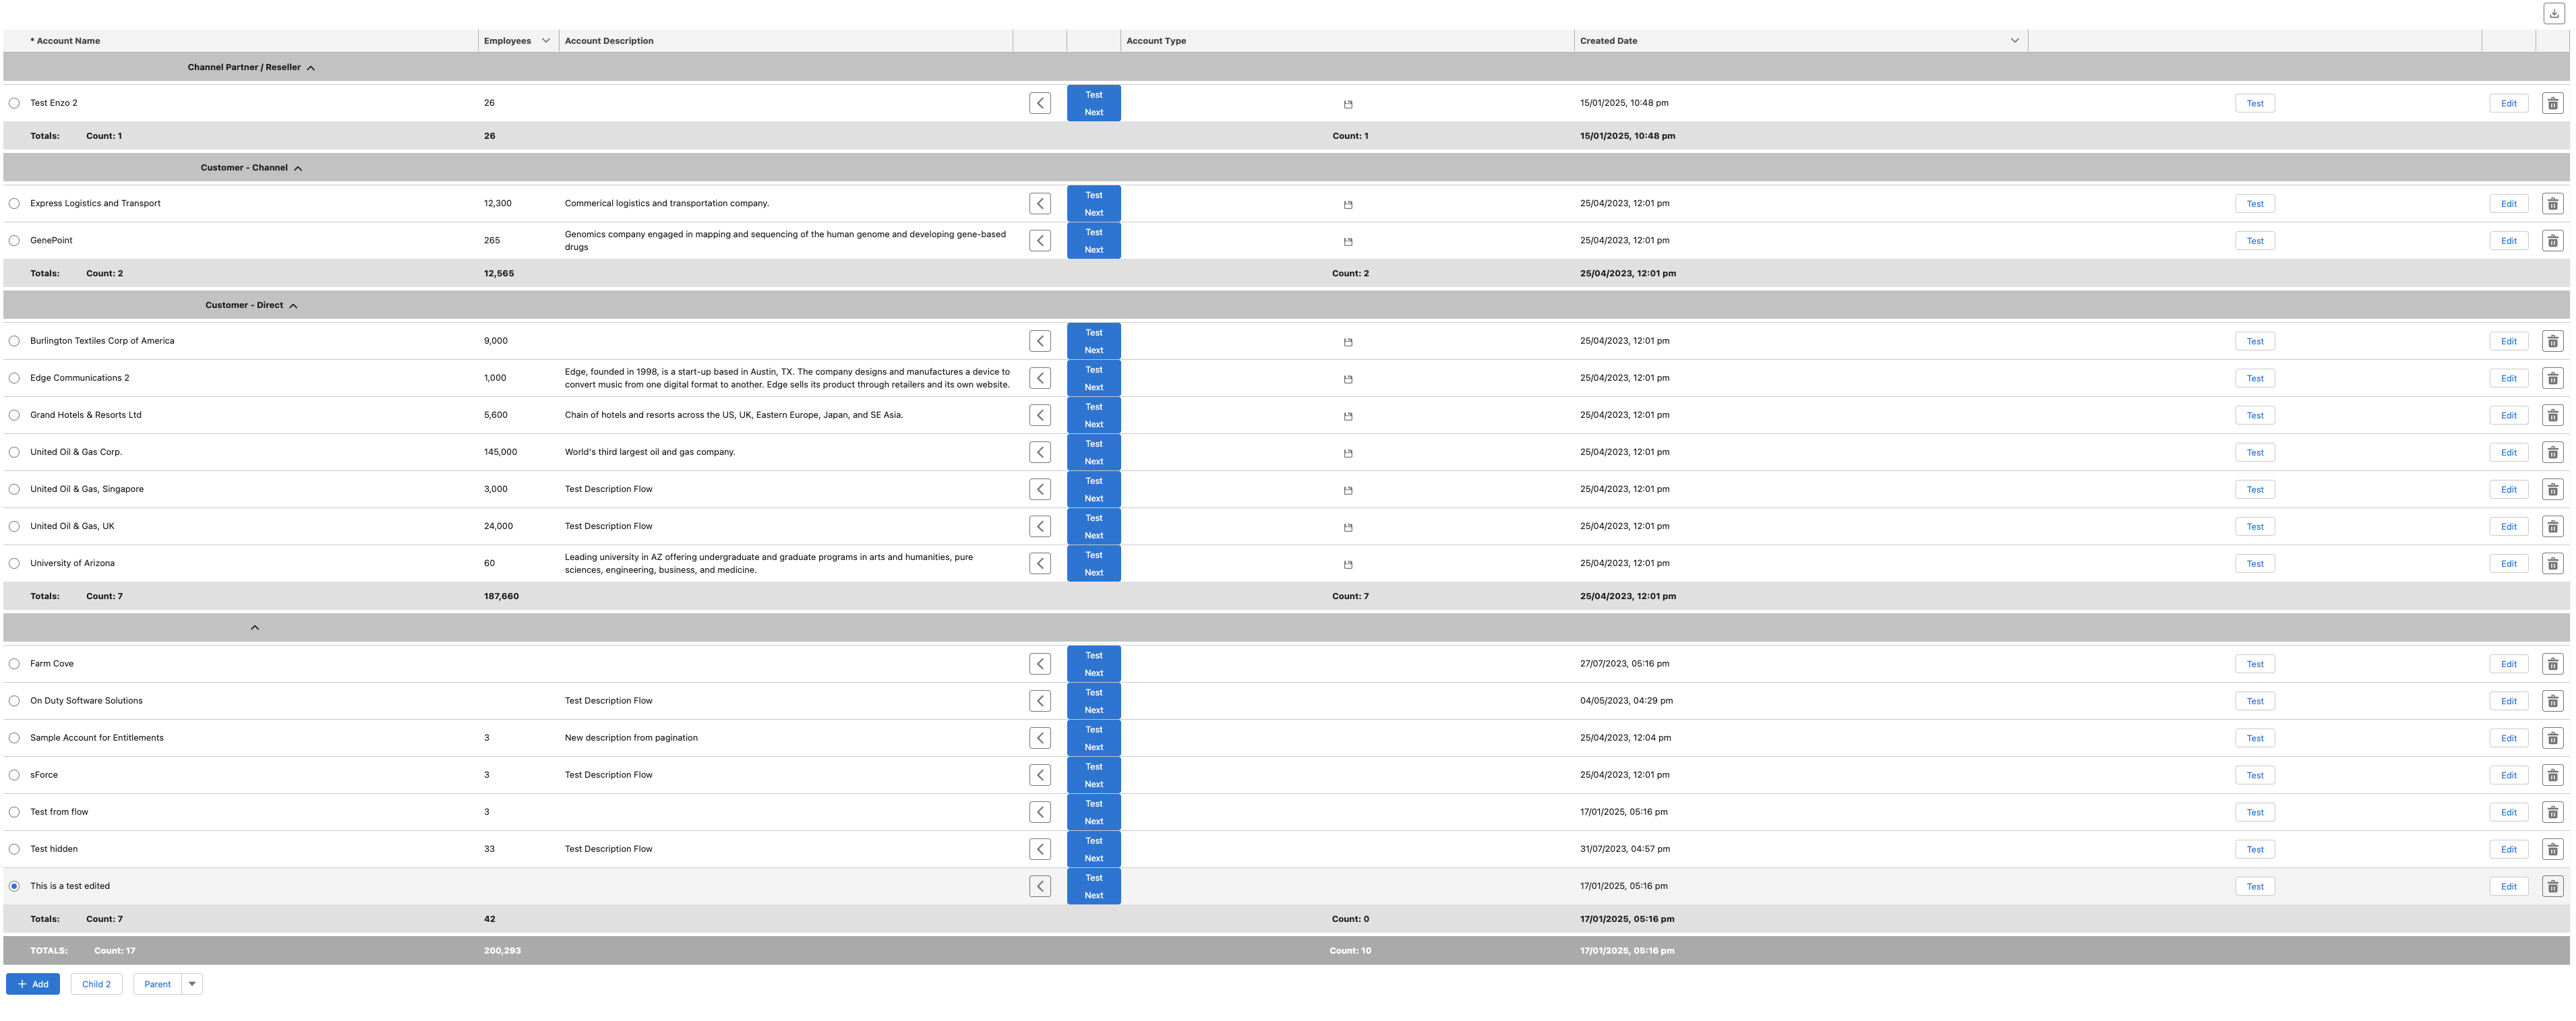 * Account Name Employees Account Description Account Type Created Date
Channel Partner / Reseller
Test Enzo 2 26 Test Next 15/01/2025, 10:48 pm Test Edit
Totals: Count: 1 26 Count: 1 15/01/2025, 10:48 pm
Customer - Channel
Express Logistics and Transport 12,300 Commerical logistics and transportation company. Test Next 25/04/2023, 12:01 pm Test Edit
GenePoint 265 Genomics company engaged in mapping and sequencing of the human genome and developing gene-based
drugs Test Next 25/04/2023, 12:01 pm Test Edit
Totals: Count: 2 12,565 Count: 2 25/04/2023, 12:01 pm
Customer - Direct
Burlington Textiles Corp of America 9,000 Test Next 25/04/2023, 12:01 pm Test Edit
Edge Communications 2 1,000 Edge, founded in 1998, is a start-up based in Austin, TX. The company designs and manufactures a device to
convert music from one digital format to another. Edge sells its product through retailers and its own website. Test Next 25/04/2023, 12:01 pm Test Edit
Grand Hotels & Resorts Ltd 5,600 Chain of hotels and resorts across the US, UK, Eastern Europe, Japan, and SE Asia. Test Next 25/04/2023, 12:01 pm Test Edit
United Oil & Gas Corp. 145,000 World's third largest oil and gas company. Test Next 25/04/2023, 12:01 pm Test Edit
United Oil & Gas, Singapore 3,000 Test Description Flow Test Next 25/04/2023, 12:01 pm Test Edit
United Oil & Gas, UK 24,000 Test Description Flow Test Next 25/04/2023, 12:01 pm Test Edit
University of Arizona 60 Leading university in AZ offering undergraduate and graduate programs in arts and humanities, pure
sciences, engineering, business, and medicine. Test Next 25/04/2023, 12:01 pm Test Edit
Totals: Count: 7 187,660 Count: 7 25/04/2023, 12:01 pm
Farm Cove Test Next 27/07/2023, 05:16 pm Test Edit
On Duty Software Solutions Test Description Flow Test Next 04/05/2023, 04:29 pm Test Edit
Sample Account for Entitlements 3 New description from pagination Test Next 25/04/2023, 12:04 pm Test Edit
sForce 3 Test Description Flow Test Next 25/04/2023, 12:01 pm Test Edit
Test from flow 3 Test Next 17/01/2025, 05:16 pm Test Edit
Test hidden 33 Test Description Flow Test Next 31/07/2023, 04:57 pm Test Edit
This is a test edited Test Next 17/01/2025, 05:16 pm Test Edit
Totals: Count: 7 42 Count: 0 17/01/2025, 05:16 pm
TOTALS: Count: 17 200,293 Count: 10 17/01/2025, 05:16 pm
Add Child 2 Parent